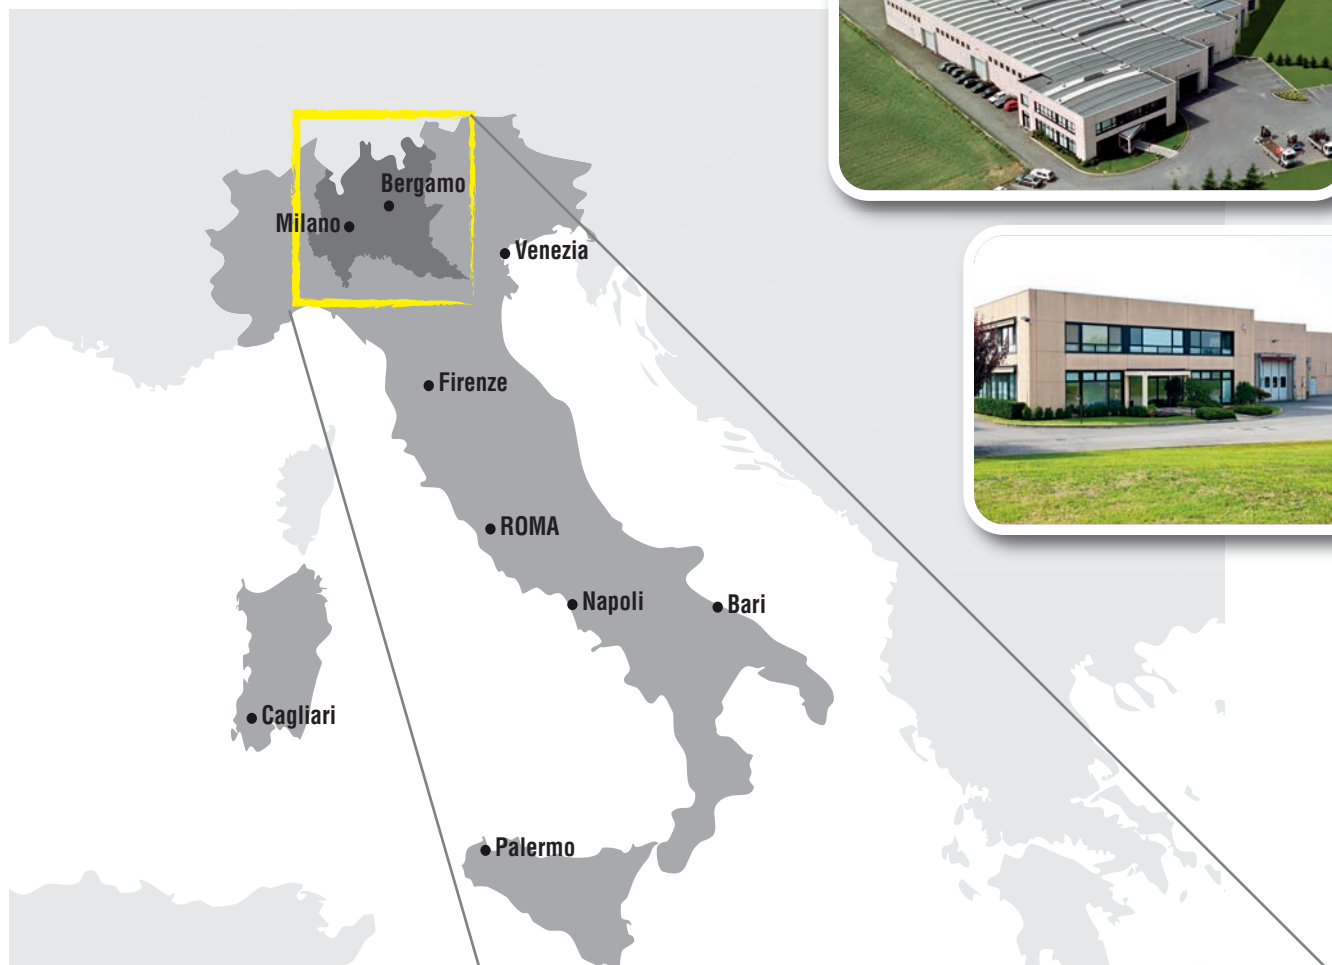 Bergamo
Milano
Venezia
Firenze
ROMA
Napoli
Bari
Cagliari
Palermo